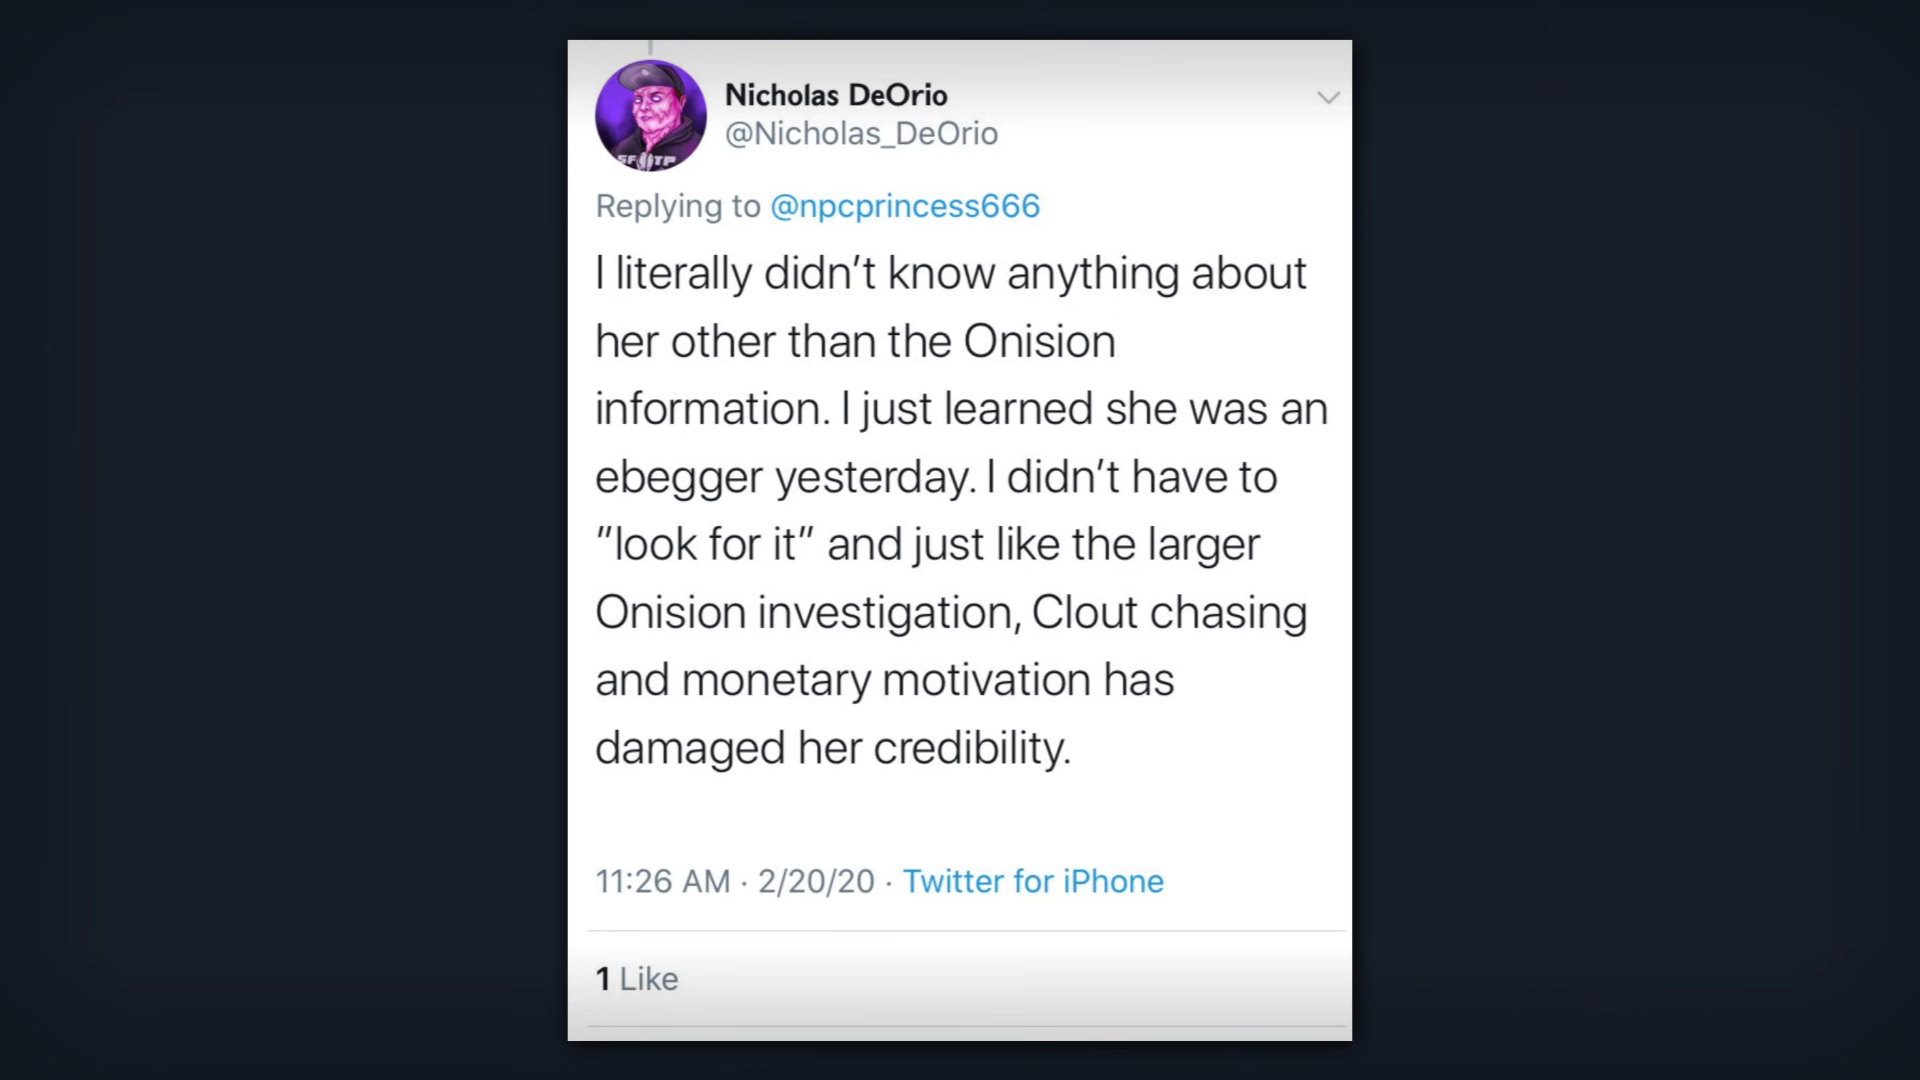 Nicholas DeOrio
@Nicholas_DeOrio
Replying to @npcprincess666
I literally didn’t know anything about
her other than the Onision
information. I just learned she was an
ebegger yesterday. I didn’t have to
"look for it" and just like the larger
Onision investigation, Clout chasing
and monetary motivation has
damaged her credibility.
11:26 AM · 2/20/20 · Twitter for iPhone
1 Like